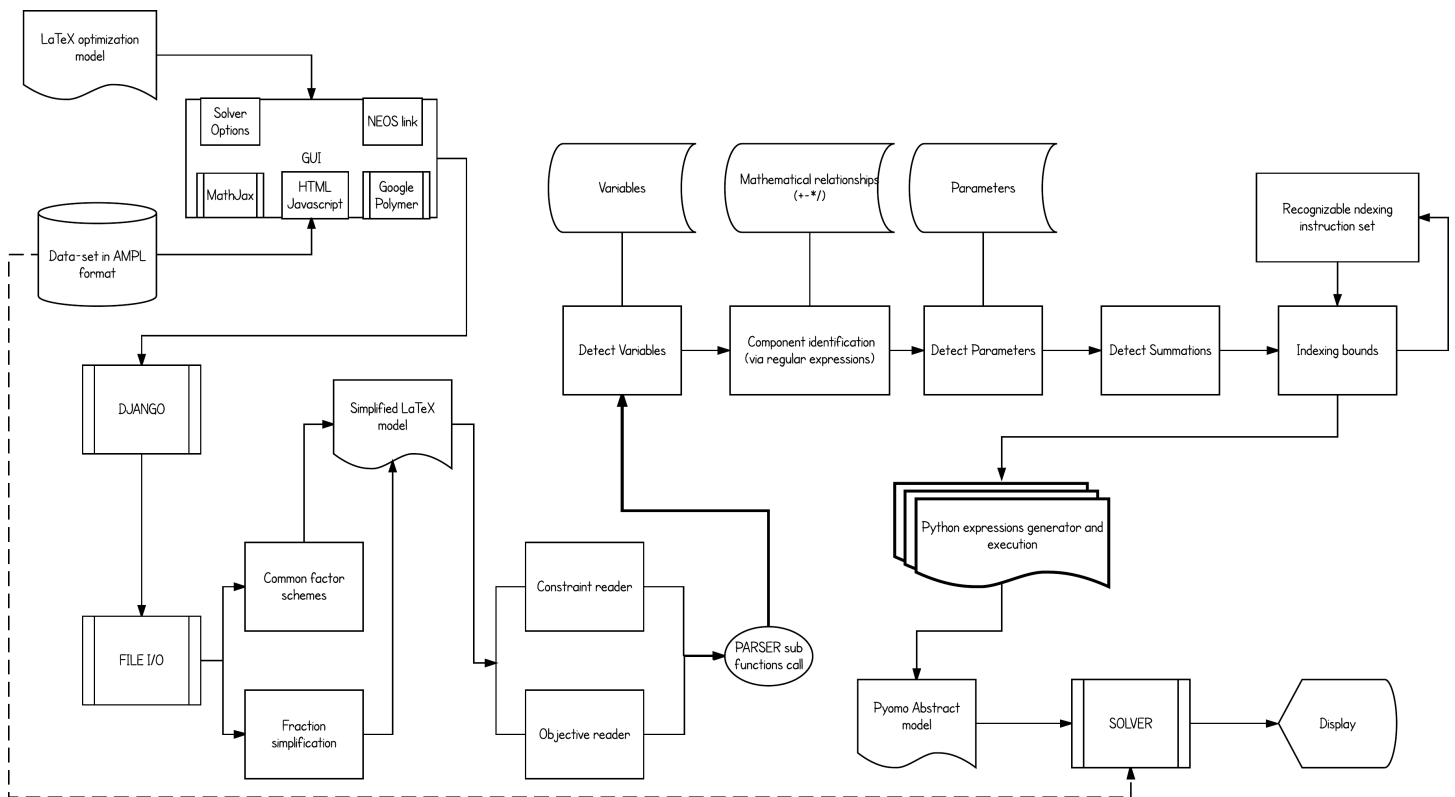 LaTeX optimization
model
Solver
Options
NEOS link
GUI
MathJax
HTML
Javascript
Google
Polymer
Data-set in AMPL
format
Variables
Mathematical relationships
(+-*/)
Parameters
Recognizable ndexing
instruction set
Detect Variables
Component identification
(via regular expressions)
Detect Parameters
Detect Summations
Indexing bounds
DJANGO
Simplified LaTeX
model
Python expressions generator and
execution
Common factor
schemes
Constraint reader
FILE I/O
PARSER sub
functions call
Fraction
simplification
Objective reader
Pyomo Abstract
model
SOLVER
Display